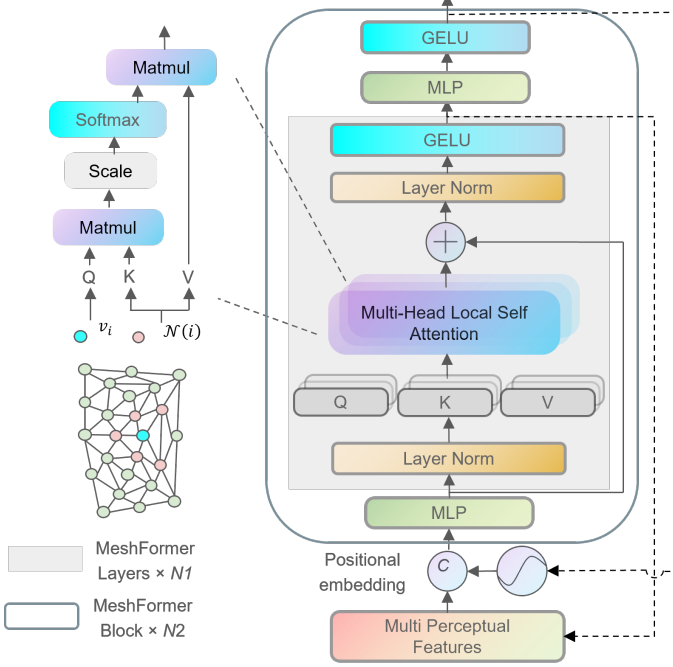 Matmul
Softmax
Scale
Matmul
Q K V
vᵢ 𝒩(i)
MeshFormer
Layers × N1
MeshFormer
Block × N2
GELU
MLP
GELU
Layer Norm
Multi-Head Local Self
Attention
Q K V
Layer Norm
MLP
Positional
embedding
C
Multi Perceptual
Features